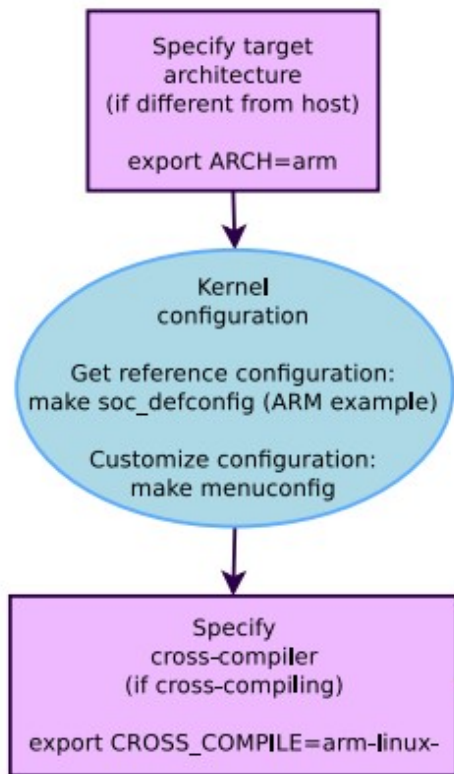 Specify target
architecture
(if different from host)
export ARCH=arm
Kernel
configuration
Get reference configuration:
make soc_defconfig (ARM example)
Customize configuration:
make menuconfig
Specify
cross-compiler
(if cross-compiling)
export CROSS_COMPILE=arm-linux-